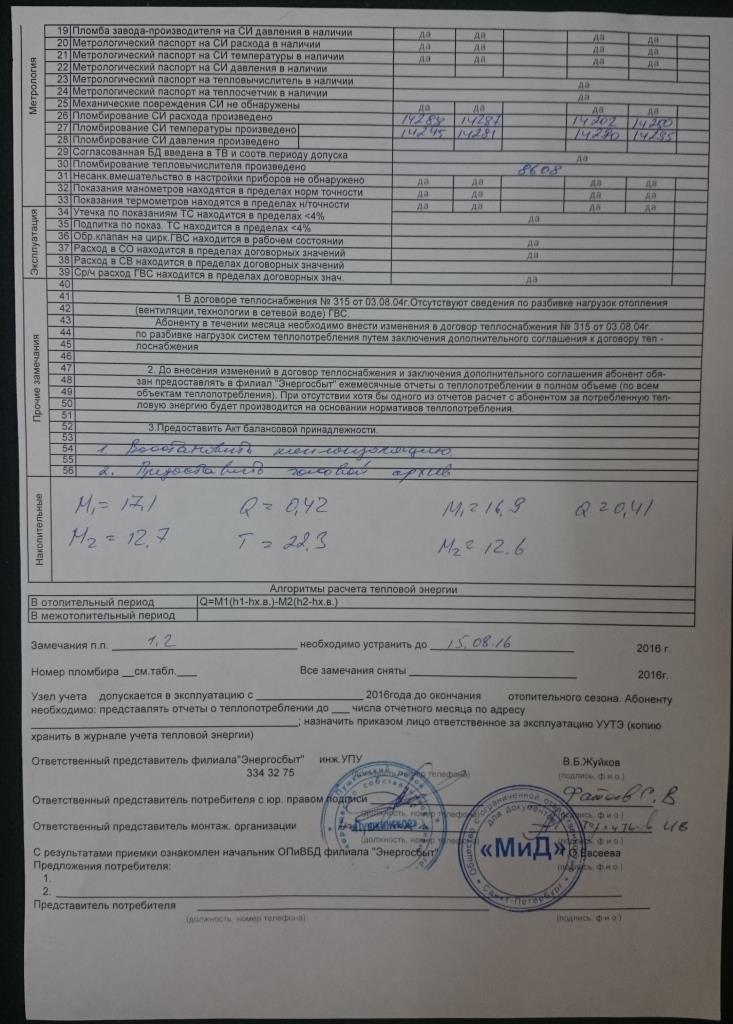 Метрология
19 Пломба завода-производителя на СИ давления в наличии да да да да
20 Метрологический паспорт на СИ расхода в наличии да да да да
21 Метрологический паспорт на СИ температуры в наличии да да да да
22 Метрологический паспорт на СИ давления в наличии
23 Метрологический паспорт на тепловычислитель в наличии да
24 Метрологический паспорт на теплосчетчик в наличии да
25 Механические повреждения СИ не обнаружены да да да да
26 Пломбирование СИ расхода произведено 14288 14287 14202
27 Пломбирование СИ температуры произведено 14245 14281 14295
28 Пломбирование СИ давления произведено
29 Согласованная БД введена в ТВ и соотв.периоду допуска да
30 Пломбирование тепловычислителя произведено 8608
31 Несанк.вмешательство в настройки приборов не обнаружено да да да да
32 Показания манометров находятся в пределах норм точности да да да да
33 Показания термометров находятся в пределах н/точности да да да да
Эксплуатация
34 Утечка по показаниям ТС находится в пределах <4% да
35 Подпитка по показ. ТС находится в пределах <4%
36 Обр.клапан на цирк.ГВС находится в рабочем состоянии да
37 Расход в СО находится в пределах договорных значений да
38 Расход в СВ находится в пределах договорных значений
39 Ср/ч расход ГВС находится в пределах договорных знач. да
Прочие замечания
40
41 1 В договоре теплоснабжения № 315 от 03.08.04г.Отсутствуют сведения по разбивке нагрузок отопления
42 (вентиляции,технологии в сетевой воде) ГВС.
43 Абоненту в течении месяца необходимо внести изменения в договор теплоснабжения № 315 от 03.08.04г.
44 по разбивке нагрузок систем теплопотребления путем заключения дополнительного соглашения к договору теп -
45 лоснабжения
46
47 2. До внесения изменений в договор теплоснабжения и заключения дополнительного соглашения абонент обя-
48 зан предоставлять в филиал "Энергосбыт" ежемесячные отчеты о теплопотреблении в полном объеме (по всем
49 объектам теплопотребления). При отсутствии хотя бы одного из отчетов расчет с абонентом за потребленную теп-
50 ловую энергию будет производится на основании нормативов теплопотребления.
51
52 3.Предоставить Акт балансовой принадлежности.
53
54 1. Восстановить теплоизоляцию.
55
56 2. Предоставить годовой архив
Накопительные
М1= 17,1 Q = 0,42 М1= 16,9 Q = 0,41
М2 = 12,7 Т = 22,3 М2 = 12.6
Алгоритмы расчета тепловой энергии
В отопительный период Q=M1(h1-hх.в.)-M2(h2-hх.в.)
В межотопительный период
Замечания п.п. 1,2 необходимо устранить до 15.08.16 2016 г.
Номер пломбира __см.табл.___ Все замечания сняты 2016г.
Узел учета допускается в эксплуатацию с 2016года до окончания отопительного сезона. Абоненту
необходимо: представлять отчеты о теплопотреблении до ___ числа отчетного месяца по адресу
; назначить приказом лицо ответственное за эксплуатацию УУТЭ (копию
хранить в журнале учета тепловой энергии)
Ответственный представитель филиала"Энергосбыт" инж.УПУ В.Б.Жуйков
334 32 75 (должность, номер телефона) (подпись, ф и о.)
Ответственный представитель потребителя с юр. правом подписи С.В
(должность, номер телефона) (подпись, ф и о.)
Ответственный представитель монтаж. организации
(должность, номер телефона) (подпись, ф и о.)
С результатами приемки ознакомлен начальник ОПиВБД филиала "Энергосбыт" Евсеева
(подпись, ф и о.)
Предложения потребителя:
1.
2.
Представитель потребителя
(должность, номер телефона) (подпись, ф и о.)
Общество с ограниченной ответственностью
для документов
«МиД»
Санкт-Петербург